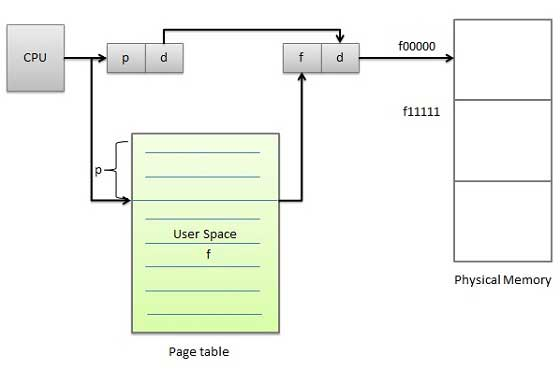 CPU
p d
f d
f00000
f11111
p
User Space
f
Page table
Physical Memory